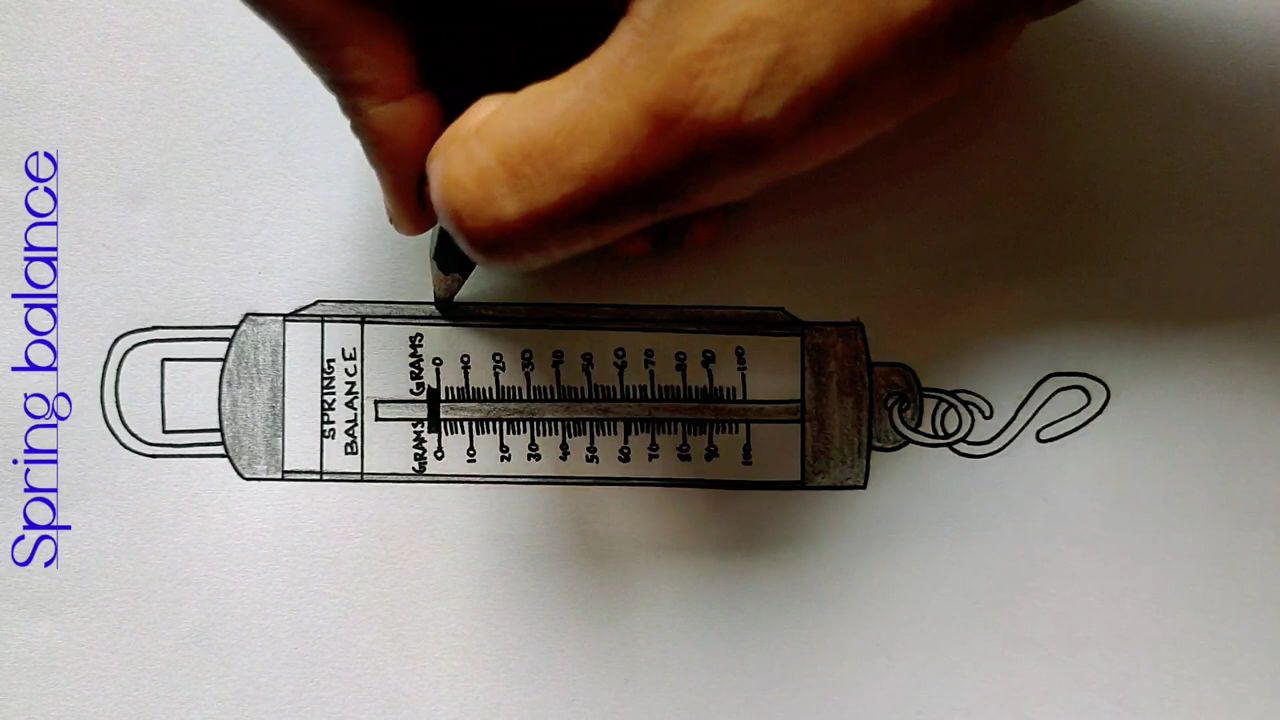 Spring balance
SPRING
BALANCE
GRAMS GRAMS
0 0
10 10
20 20
30 30
40 40
50 50
60 60
70 70
80 80
90 90
100 100